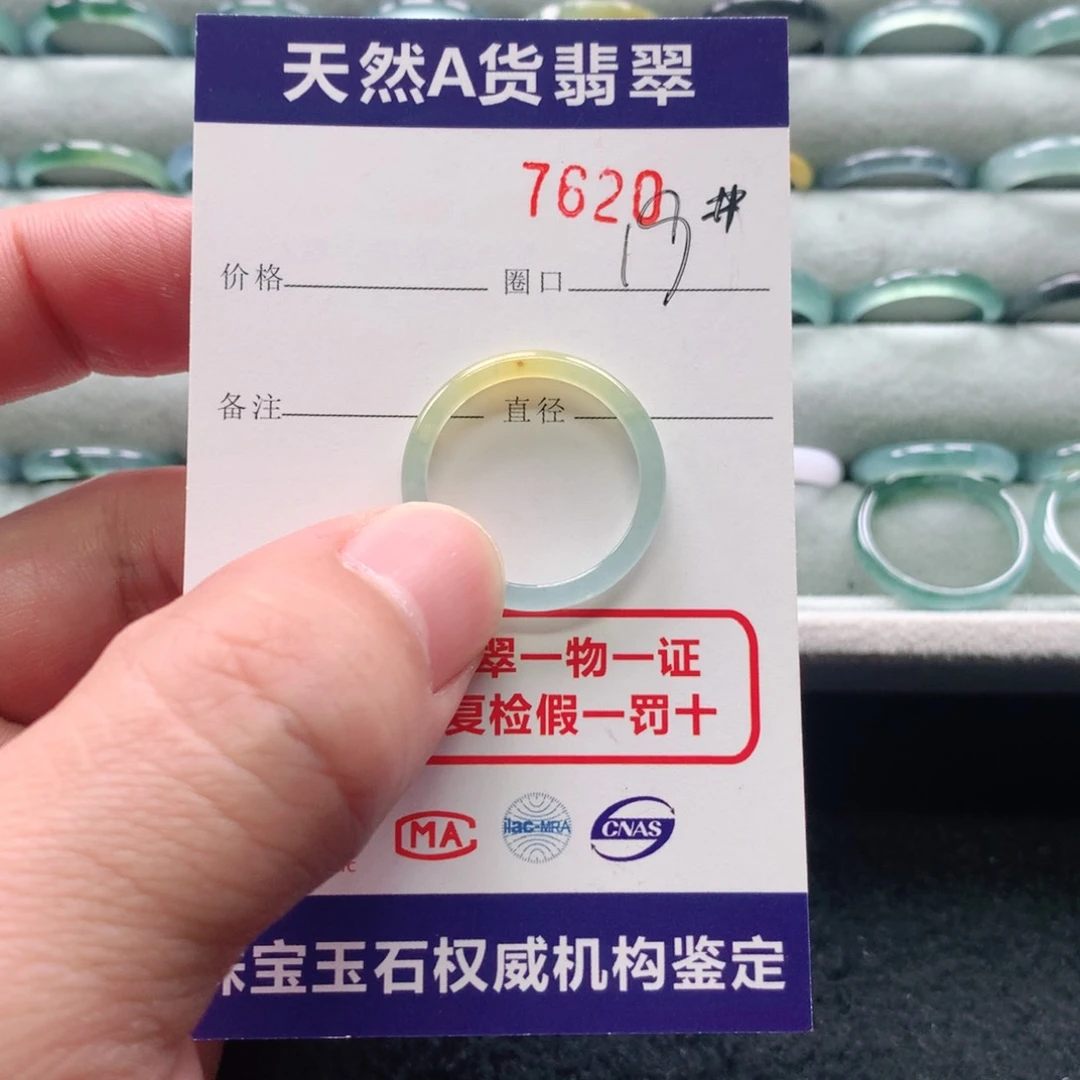 天然A货翡翠
7620
#
价格 圈口
备注 直径
翠一物一证
复检假一罚十
MA ilac-MRA CNAS
珠宝玉石权威机构鉴定